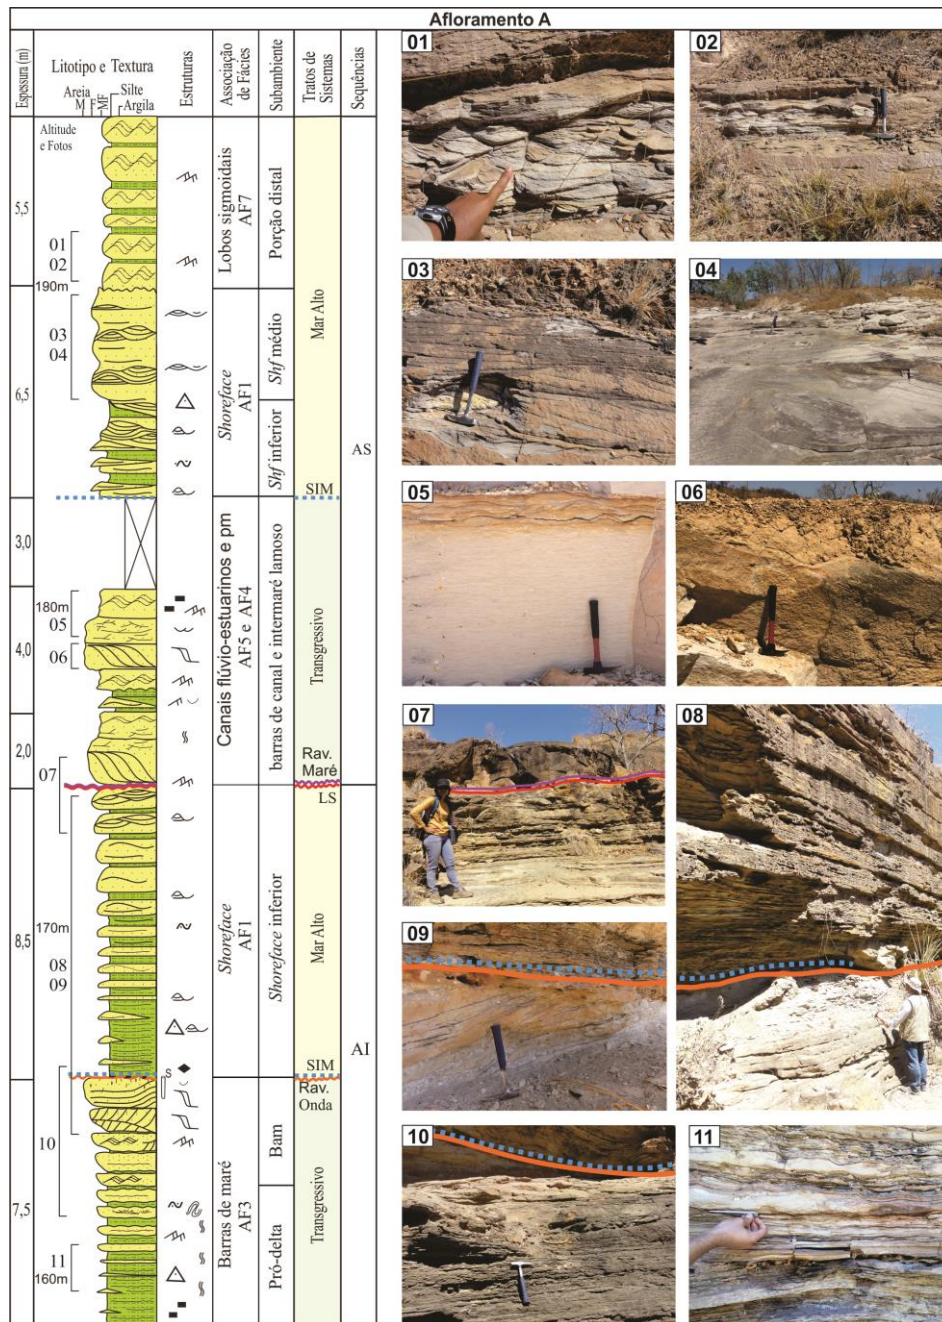 Afloramento A
Espessura (m)
Litotipo e Textura
Areia
M F MF
Silte
Argila
Altitude
e Fotos
Estruturas
Associação
de Fácies
Subambiente
Tratos de
Sistemas
Sequências
5,5
6,5
3,0
4,0
2,0
8,5
7,5
01
02
190m
03
04
180m
05
06
07
170m
08
09
10
11
160m
S
Lobos sigmoidais
AF7
Shoreface
AF1
Canais flúvio-estuarinos e pm
AF5 e AF4
Shoreface
AF1
Barras de maré
AF3
Porção distal
Shf médio
Shf inferior
barras de canal e intermaré lamoso
Shoreface inferior
Bam
Pró-delta
Mar Alto
SIM
Transgressivo
Rav.
Maré
LS
Mar Alto
SIM
Rav.
Onda
Transgressivo
AS
AI
01
02
03
04
05
06
07
08
09
10
11